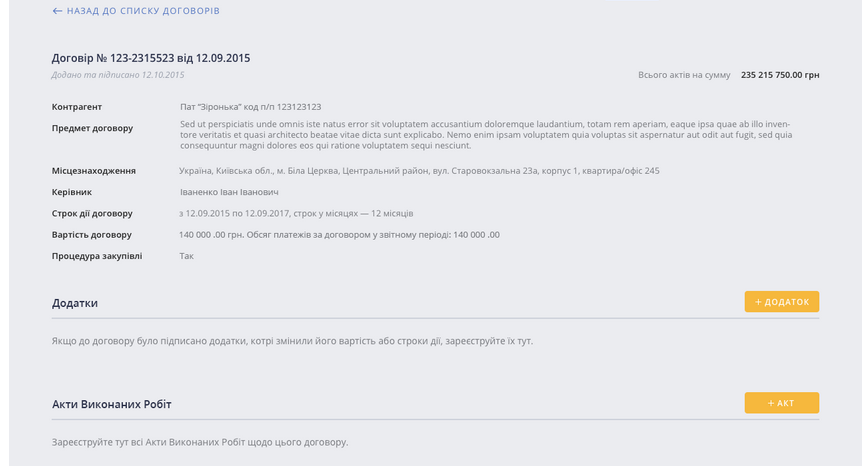 ← НАЗАД ДО СПИСКУ ДОГОВОРІВ
Договір № 123-2315523 від 12.09.2015
Додано та підписано 12.10.2015
Всього актів на сумму 235 215 750.00 грн
Контрагент Пат “Зіронька” код п/п 123123123
Предмет договору Sed ut perspiciatis unde omnis iste natus error sit voluptatem accusantium doloremque laudantium, totam rem aperiam, eaque ipsa quae ab illo inven-
tore veritatis et quasi architecto beatae vitae dicta sunt explicabo. Nemo enim ipsam voluptatem quia voluptas sit aspernatur aut odit aut fugit, sed quia
consequuntur magni dolores eos qui ratione voluptatem sequi nesciunt.
Місцезнаходження Україна, Київська обл., м. Біла Церква, Центральний район, вул. Старовокзальна 23а, корпус 1, квартира/офіс 245
Керівник Іваненко Іван Іванович
Строк дії договору з 12.09.2015 по 12.09.2017, строк у місяцях — 12 місяців
Вартість договору 140 000 .00 грн. Обсяг платежів за договором у звітному періоді: 140 000 .00
Процедура закупівлі Так
Додатки
+ ДОДАТОК
Якщо до договору було підписано додатки, котрі змінили його вартість або строки дії, зареєструйте їх тут.
Акти Виконаних Робіт
+ АКТ
Зареєструйте тут всі Акти Виконаних Робіт щодо цього договору.